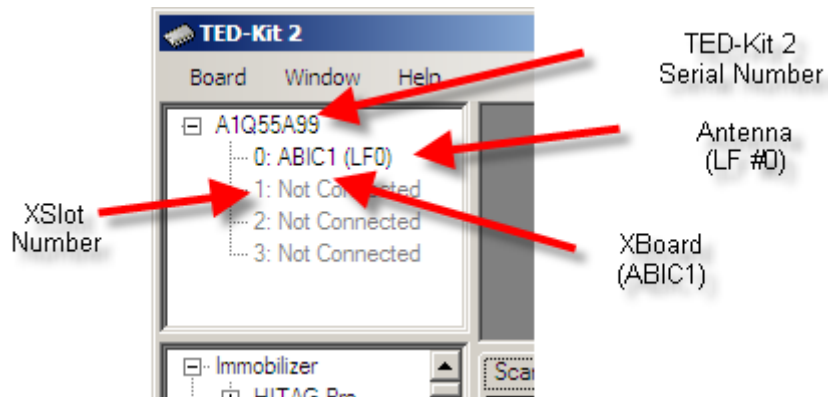 TED-Kit 2
Board Window Help
A1Q55A99
0: ABIC1 (LF0)
1: Not Connected
2: Not Connected
3: Not Connected
Immobilizer
HITAG Pro
TED-Kit 2
Serial Number
Antenna
(LF #0)
XSlot
Number
XBoard
(ABIC1)